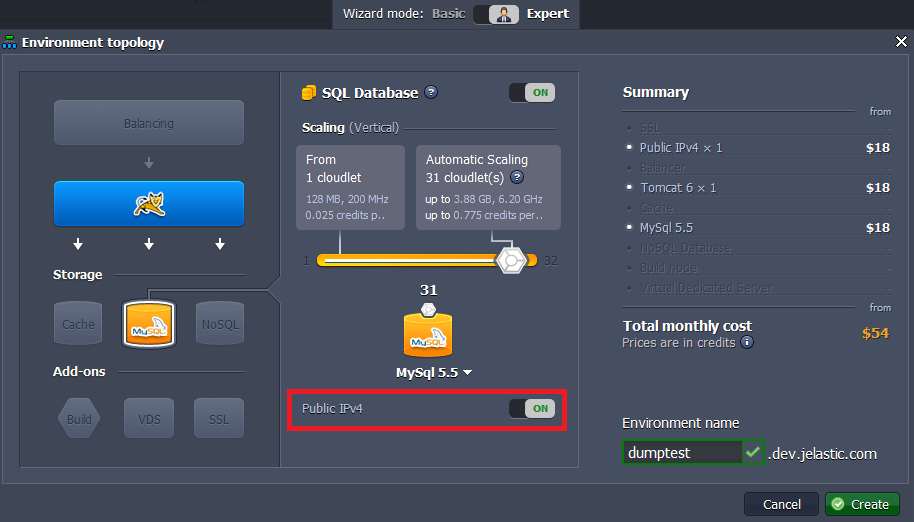 Wizard mode: Basic Expert
Environment topology
Balancing
Storage
Cache
MySQL
NoSQL
Add-ons
Build
VDS
SSL
SQL Database ? ON
Scaling (Vertical)
From
1 cloudlet
128 MB, 200 MHz
0.025 credits p..
Automatic Scaling
31 cloudlet(s) ?
up to 3.88 GB, 6.20 GHz
up to 0.775 credits per..
1 32
31
MySQL
MySql 5.5
Public IPv4 ON
Summary
from
SSL -
Public IPv4 × 1 $18
Balancer -
Tomcat 6 × 1 $18
Cache -
MySql 5.5 $18
NoSQL Database -
Build node -
Virtual Dedicated Server -
from
Total monthly cost $54
Prices are in credits i
Environment name
dumptest .dev.jelastic.com
Cancel Create